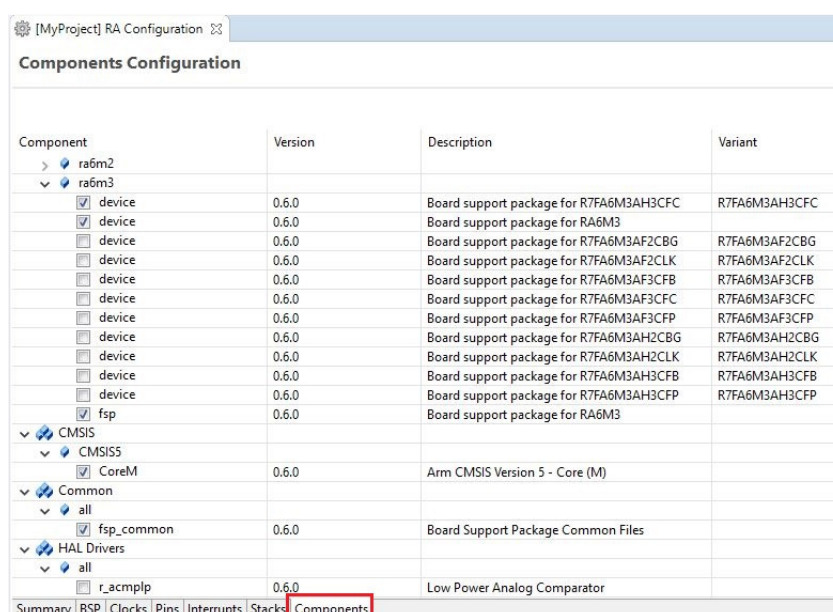 [MyProject] RA Configuration
Components Configuration
Component Version Description Variant
ra6m2
ra6m3
device 0.6.0 Board support package for R7FA6M3AH3CFC R7FA6M3AH3CFC
device 0.6.0 Board support package for RA6M3
device 0.6.0 Board support package for R7FA6M3AF2CBG R7FA6M3AF2CBG
device 0.6.0 Board support package for R7FA6M3AF2CLK R7FA6M3AF2CLK
device 0.6.0 Board support package for R7FA6M3AF3CFB R7FA6M3AF3CFB
device 0.6.0 Board support package for R7FA6M3AF3CFC R7FA6M3AF3CFC
device 0.6.0 Board support package for R7FA6M3AF3CFP R7FA6M3AF3CFP
device 0.6.0 Board support package for R7FA6M3AH2CBG R7FA6M3AH2CBG
device 0.6.0 Board support package for R7FA6M3AH2CLK R7FA6M3AH2CLK
device 0.6.0 Board support package for R7FA6M3AH3CFB R7FA6M3AH3CFB
device 0.6.0 Board support package for R7FA6M3AH3CFP R7FA6M3AH3CFP
fsp 0.6.0 Board support package for RA6M3
CMSIS
CMSIS5
CoreM 0.6.0 Arm CMSIS Version 5 - Core (M)
Common
all
fsp_common 0.6.0 Board Support Package Common Files
HAL Drivers
all
r_acmplp 0.6.0 Low Power Analog Comparator
Summary BSP Clocks Pins Interrupts Stacks Components